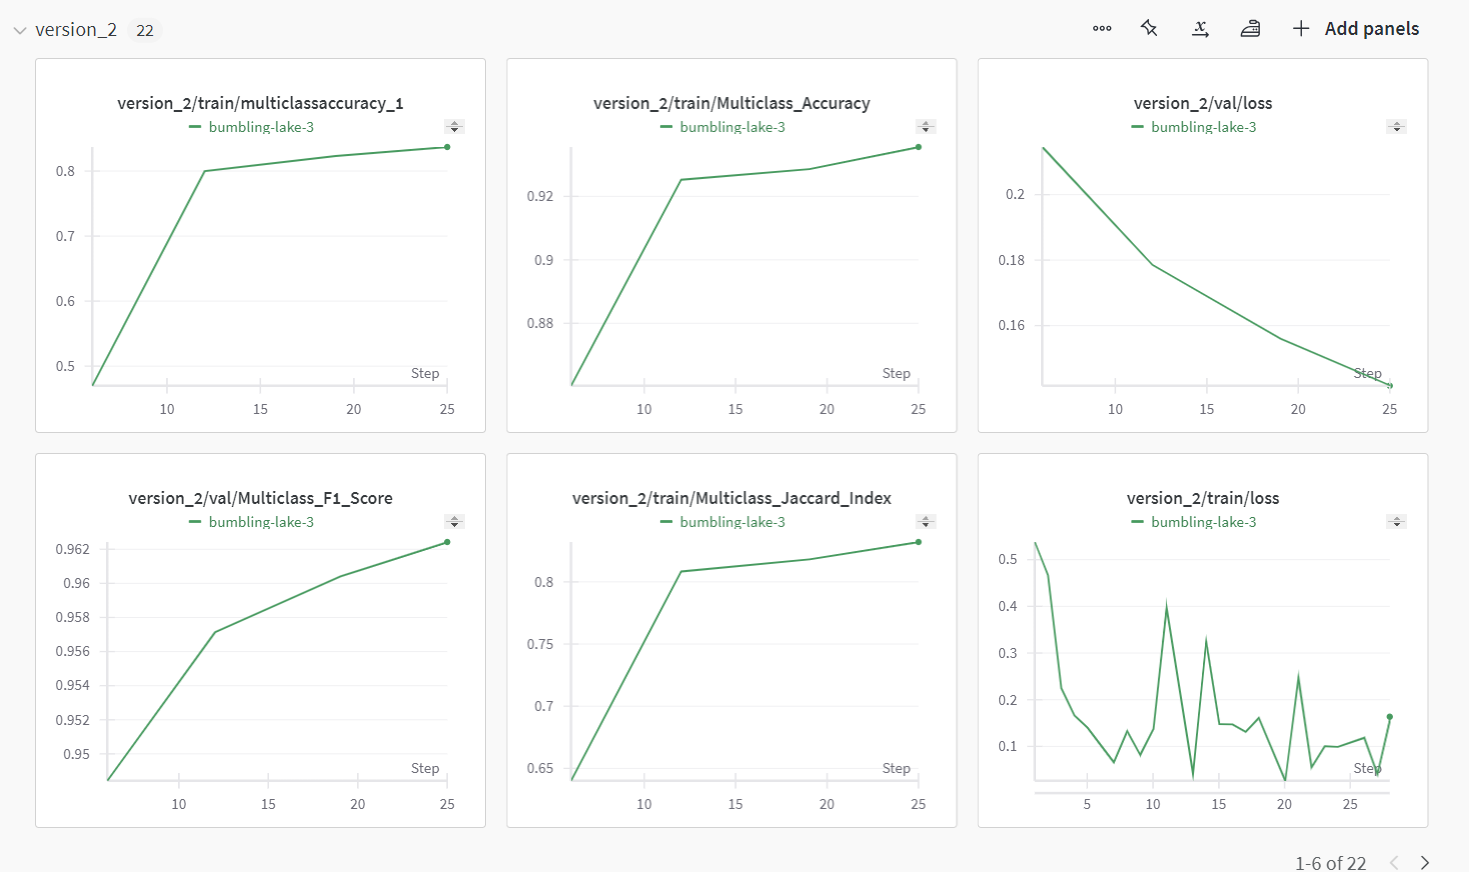 version_2 22
Add panels
version_2/train/multiclassaccuracy_1
bumbling-lake-3
0.8
0.7
0.6
0.5
Step
10 15 20 25
version_2/train/Multiclass_Accuracy
bumbling-lake-3
0.92
0.9
0.88
Step
10 15 20 25
version_2/val/loss
bumbling-lake-3
0.2
0.18
0.16
Step
10 15 20 25
version_2/val/Multiclass_F1_Score
bumbling-lake-3
0.962
0.96
0.958
0.956
0.954
0.952
0.95
Step
10 15 20 25
version_2/train/Multiclass_Jaccard_Index
bumbling-lake-3
0.8
0.75
0.7
0.65
Step
10 15 20 25
version_2/train/loss
bumbling-lake-3
0.5
0.4
0.3
0.2
0.1
Step
5 10 15 20 25
1-6 of 22